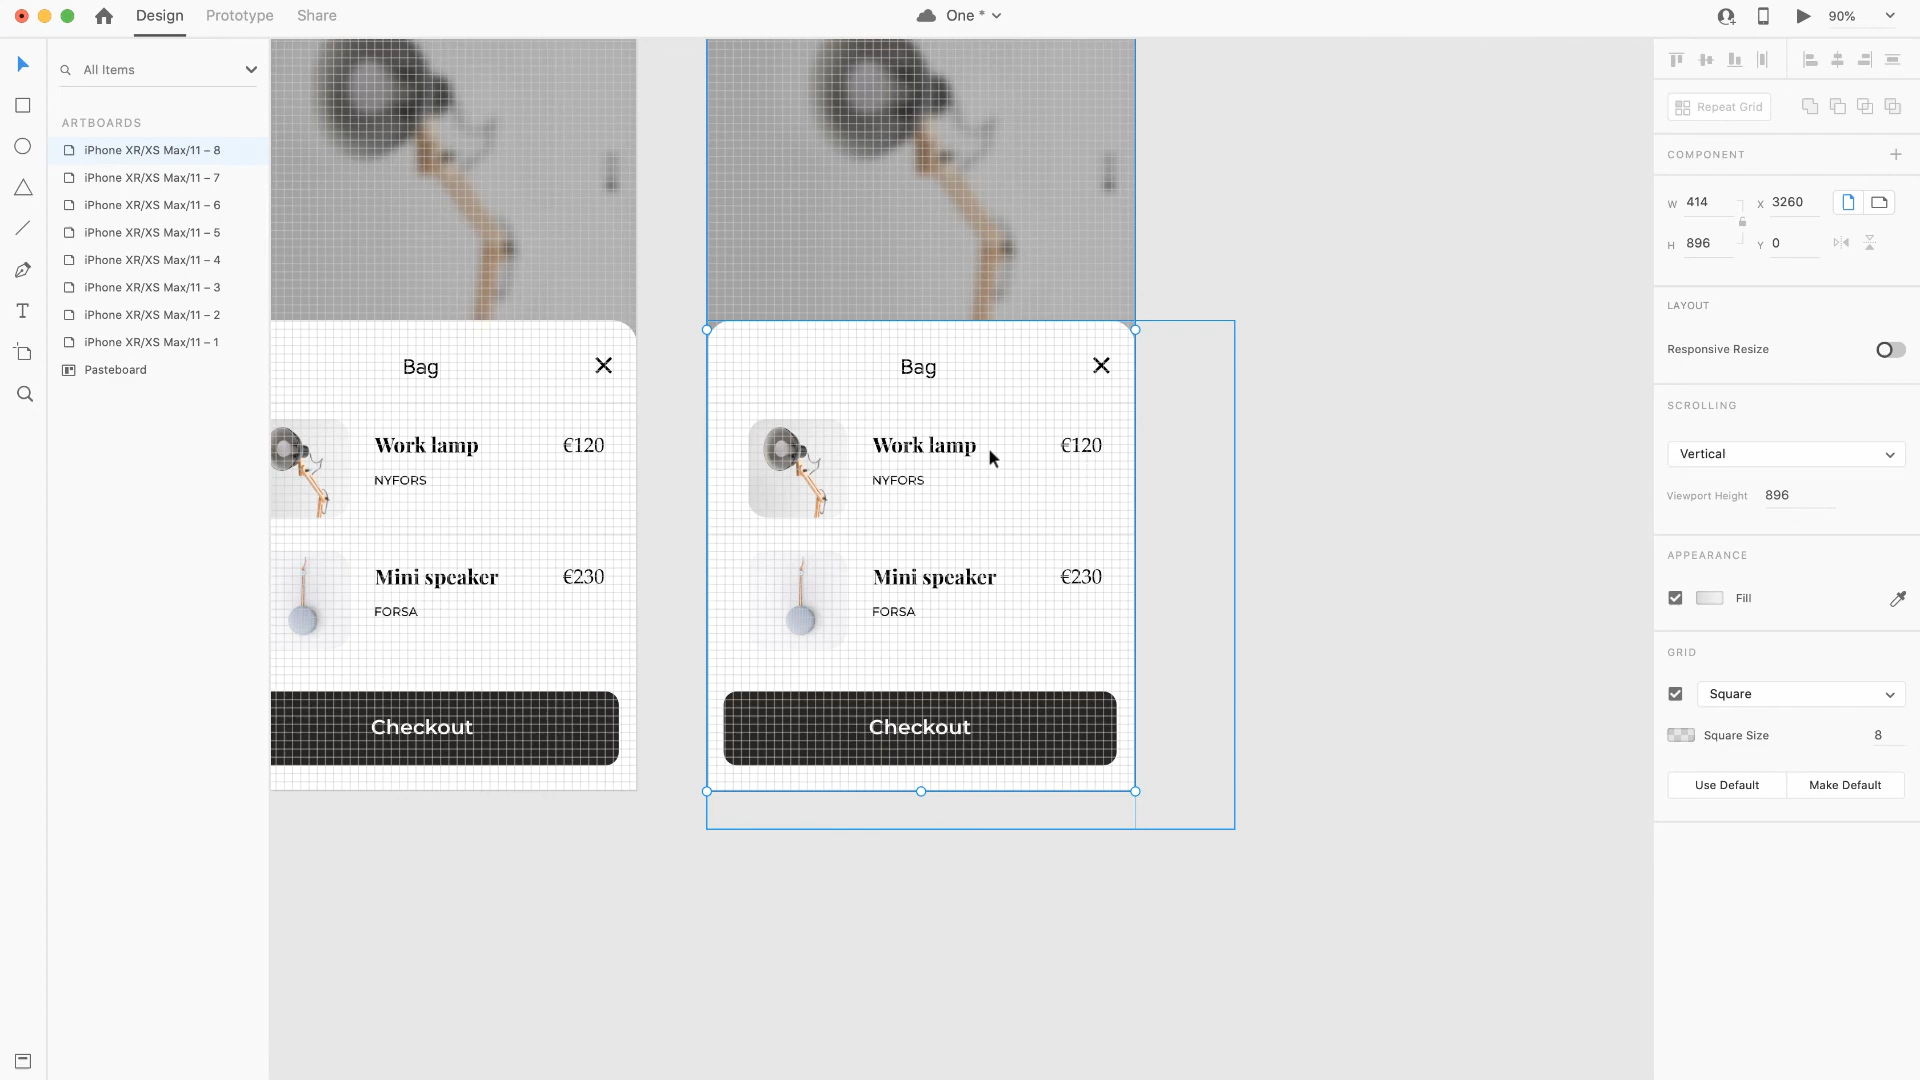 Design Prototype Share
One *
90%
All Items
ARTBOARDS
iPhone XR/XS Max/11 – 8
iPhone XR/XS Max/11 – 7
iPhone XR/XS Max/11 – 6
iPhone XR/XS Max/11 – 5
iPhone XR/XS Max/11 – 4
iPhone XR/XS Max/11 – 3
iPhone XR/XS Max/11 – 2
iPhone XR/XS Max/11 – 1
Pasteboard
Bag
Work lamp €120
NYFORS
Mini speaker €230
FORSA
Checkout
Bag
Work lamp €120
NYFORS
Mini speaker €230
FORSA
Checkout
Repeat Grid
COMPONENT
W 414 X 3260
H 896 Y 0
LAYOUT
Responsive Resize
SCROLLING
Vertical
Viewport Height 896
APPEARANCE
Fill
GRID
Square
Square Size 8
Use Default Make Default